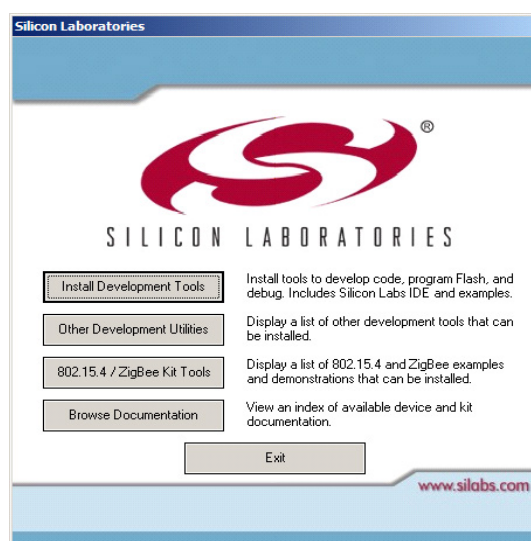 Silicon Laboratories
®
SILICON LABORATORIES
Install Development Tools
Install tools to develop code, program Flash, and
debug. Includes Silicon Labs IDE and examples.
Other Development Utilities
Display a list of other development tools that can
be installed.
802.15.4 / ZigBee Kit Tools
Display a list of 802.15.4 and ZigBee examples
and demonstrations that can be installed.
Browse Documentation
View an index of available device and kit
documentation.
Exit
www.silabs.com